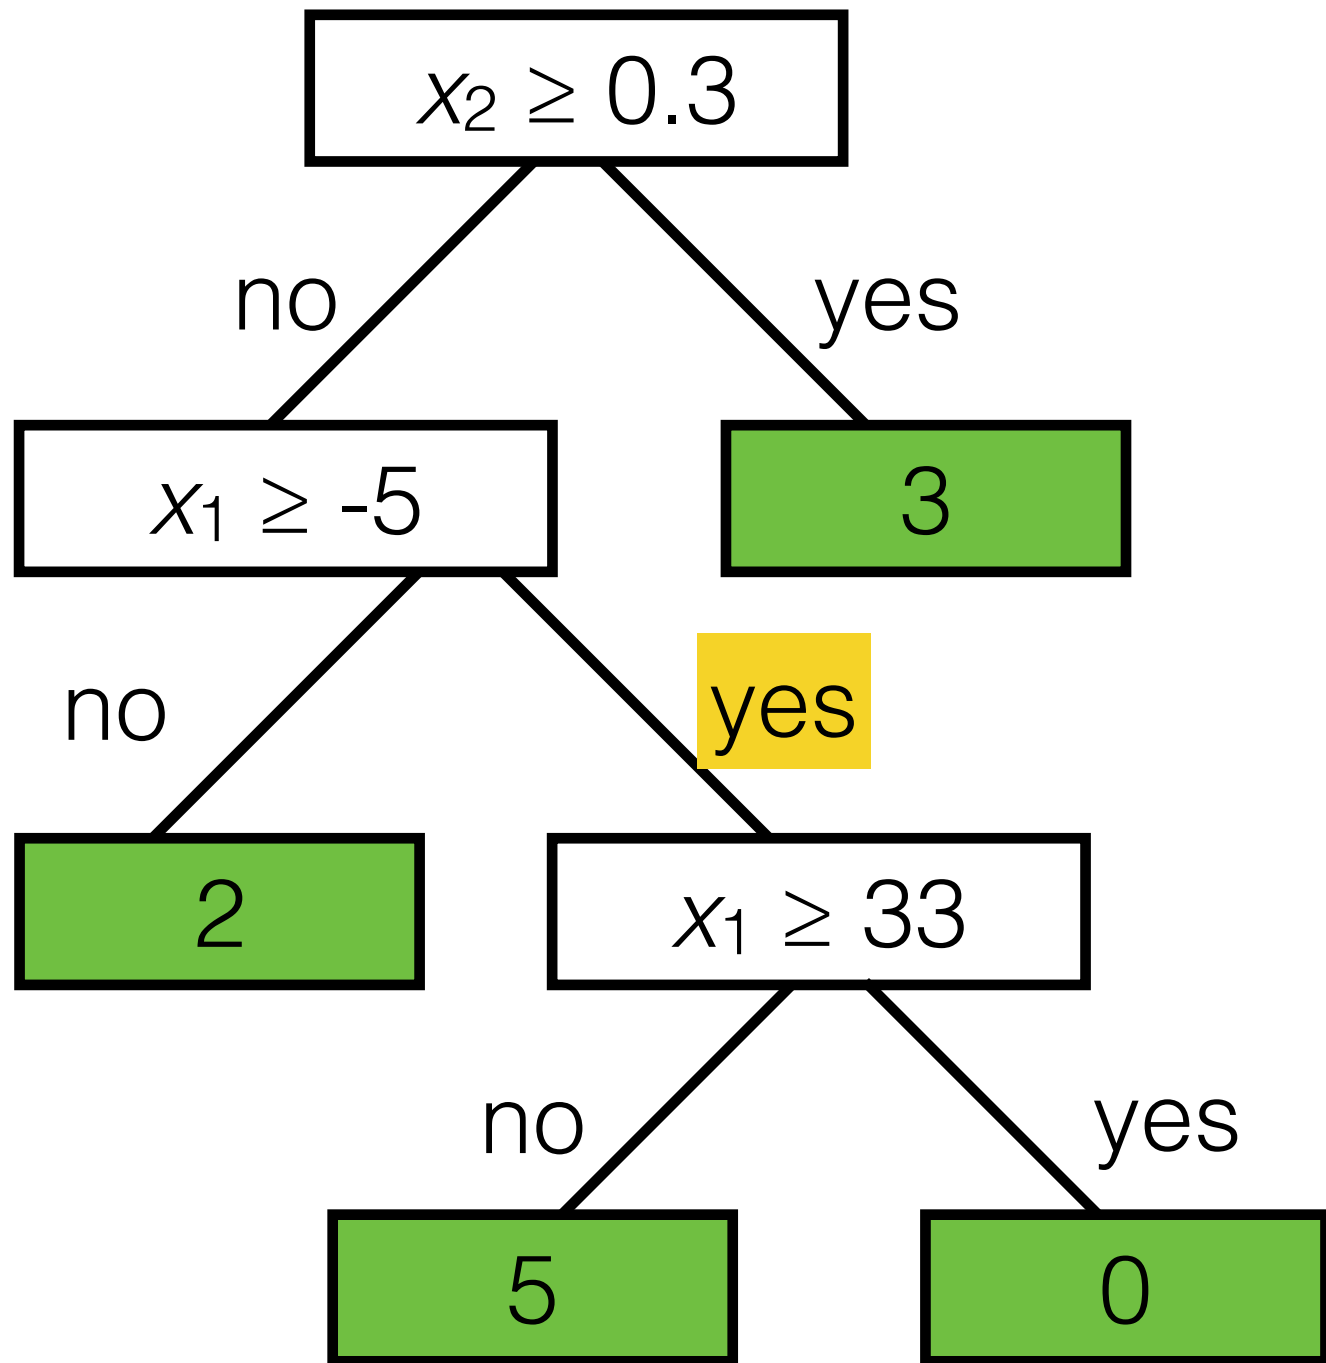 x₂ ≥ 0.3
no
yes
x₁ ≥ -5
3
no
yes
2
x₁ ≥ 33
no
yes
5
0